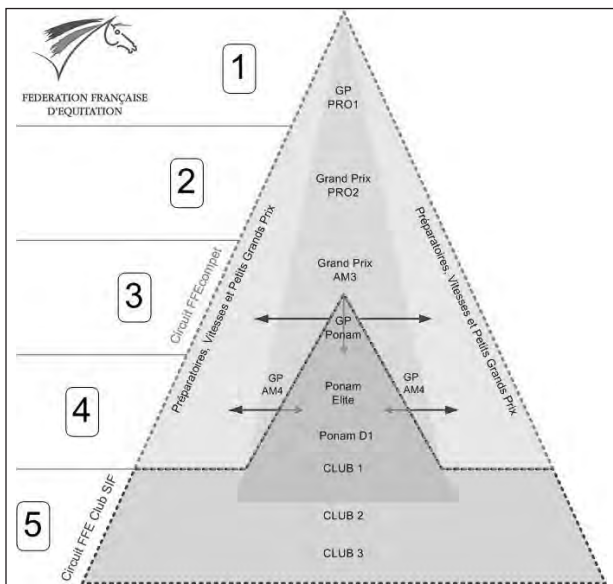 FEDERATION FRANÇAISE
D'EQUITATION
1
2
3
4
5
GP
PRO1
Grand Prix
PRO2
Grand Prix
AM3
GP
Ponam
GP
AM4
GP
AM4
Ponam
Elite
Ponam D1
CLUB 1
CLUB 2
CLUB 3
Circuit FFEcompet
Préparatoires, Vitesses et Petits Grands Prix
Préparatoires, Vitesses et Petits Grands Prix
Circuit FFE Club SIF